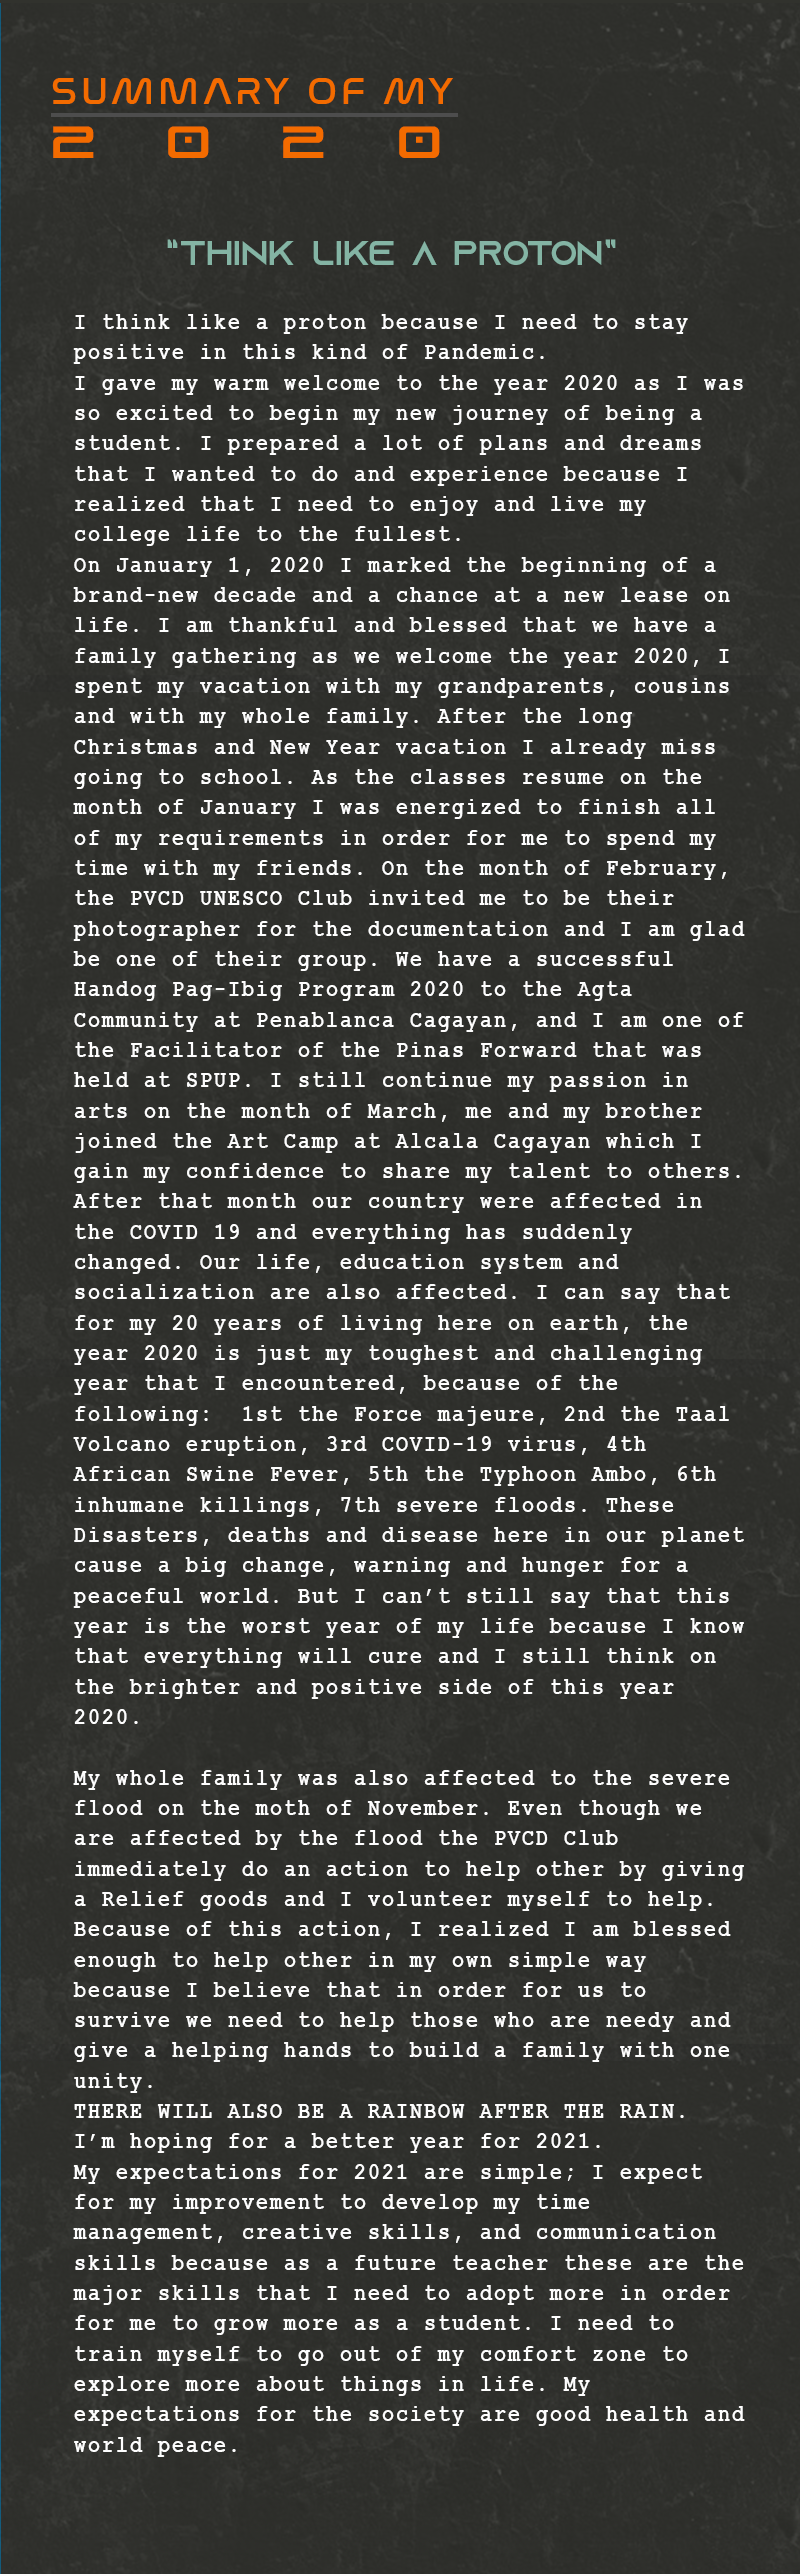 SUMMARY OF MY
2020
"THINK LIKE A PROTON"
I think like a proton because I need to stay
positive in this kind of Pandemic.
I gave my warm welcome to the year 2020 as I was
so excited to begin my new journey of being a
student. I prepared a lot of plans and dreams
that I wanted to do and experience because I
realized that I need to enjoy and live my
college life to the fullest.
On January 1, 2020 I marked the beginning of a
brand-new decade and a chance at a new lease on
life. I am thankful and blessed that we have a
family gathering as we welcome the year 2020, I
spent my vacation with my grandparents, cousins
and with my whole family. After the long
Christmas and New Year vacation I already miss
going to school. As the classes resume on the
month of January I was energized to finish all
of my requirements in order for me to spend my
time with my friends. On the month of February,
the PVCD UNESCO Club invited me to be their
photographer for the documentation and I am glad
be one of their group. We have a successful
Handog Pag-Ibig Program 2020 to the Agta
Community at Penablanca Cagayan, and I am one of
the Facilitator of the Pinas Forward that was
held at SPUP. I still continue my passion in
arts on the month of March, me and my brother
joined the Art Camp at Alcala Cagayan which I
gain my confidence to share my talent to others.
After that month our country were affected in
the COVID 19 and everything has suddenly
changed. Our life, education system and
socialization are also affected. I can say that
for my 20 years of living here on earth, the
year 2020 is just my toughest and challenging
year that I encountered, because of the
following:  1st the Force majeure, 2nd the Taal
Volcano eruption, 3rd COVID-19 virus, 4th
African Swine Fever, 5th the Typhoon Ambo, 6th
inhumane killings, 7th severe floods. These
Disasters, deaths and disease here in our planet
cause a big change, warning and hunger for a
peaceful world. But I can’t still say that this
year is the worst year of my life because I know
that everything will cure and I still think on
the brighter and positive side of this year
2020.
My whole family was also affected to the severe
flood on the moth of November. Even though we
are affected by the flood the PVCD Club
immediately do an action to help other by giving
a Relief goods and I volunteer myself to help.
Because of this action, I realized I am blessed
enough to help other in my own simple way
because I believe that in order for us to
survive we need to help those who are needy and
give a helping hands to build a family with one
unity.
THERE WILL ALSO BE A RAINBOW AFTER THE RAIN.
I’m hoping for a better year for 2021.
My expectations for 2021 are simple; I expect
for my improvement to develop my time
management, creative skills, and communication
skills because as a future teacher these are the
major skills that I need to adopt more in order
for me to grow more as a student. I need to
train myself to go out of my comfort zone to
explore more about things in life. My
expectations for the society are good health and
world peace.